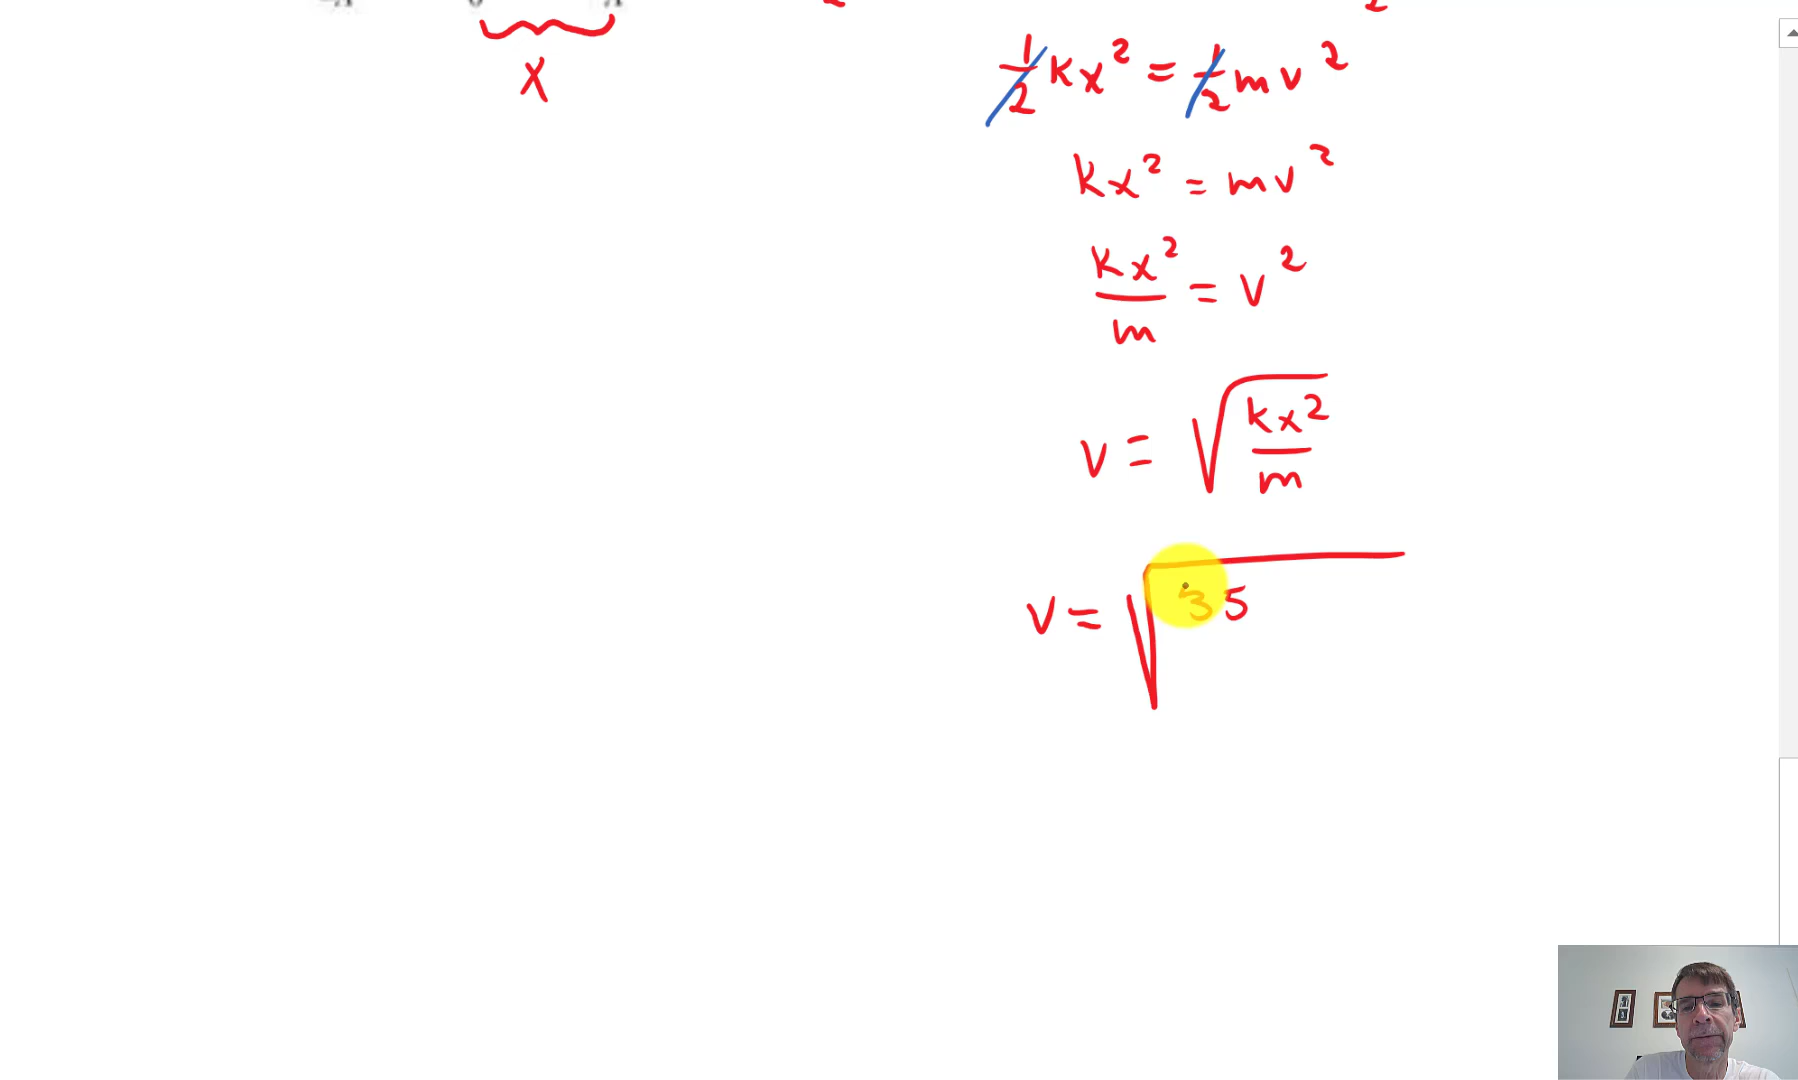 X
1/2 kx² = 1/2 mv²
kx² = mv²
kx²/m = v²
v = √(kx²/m)
v = √35